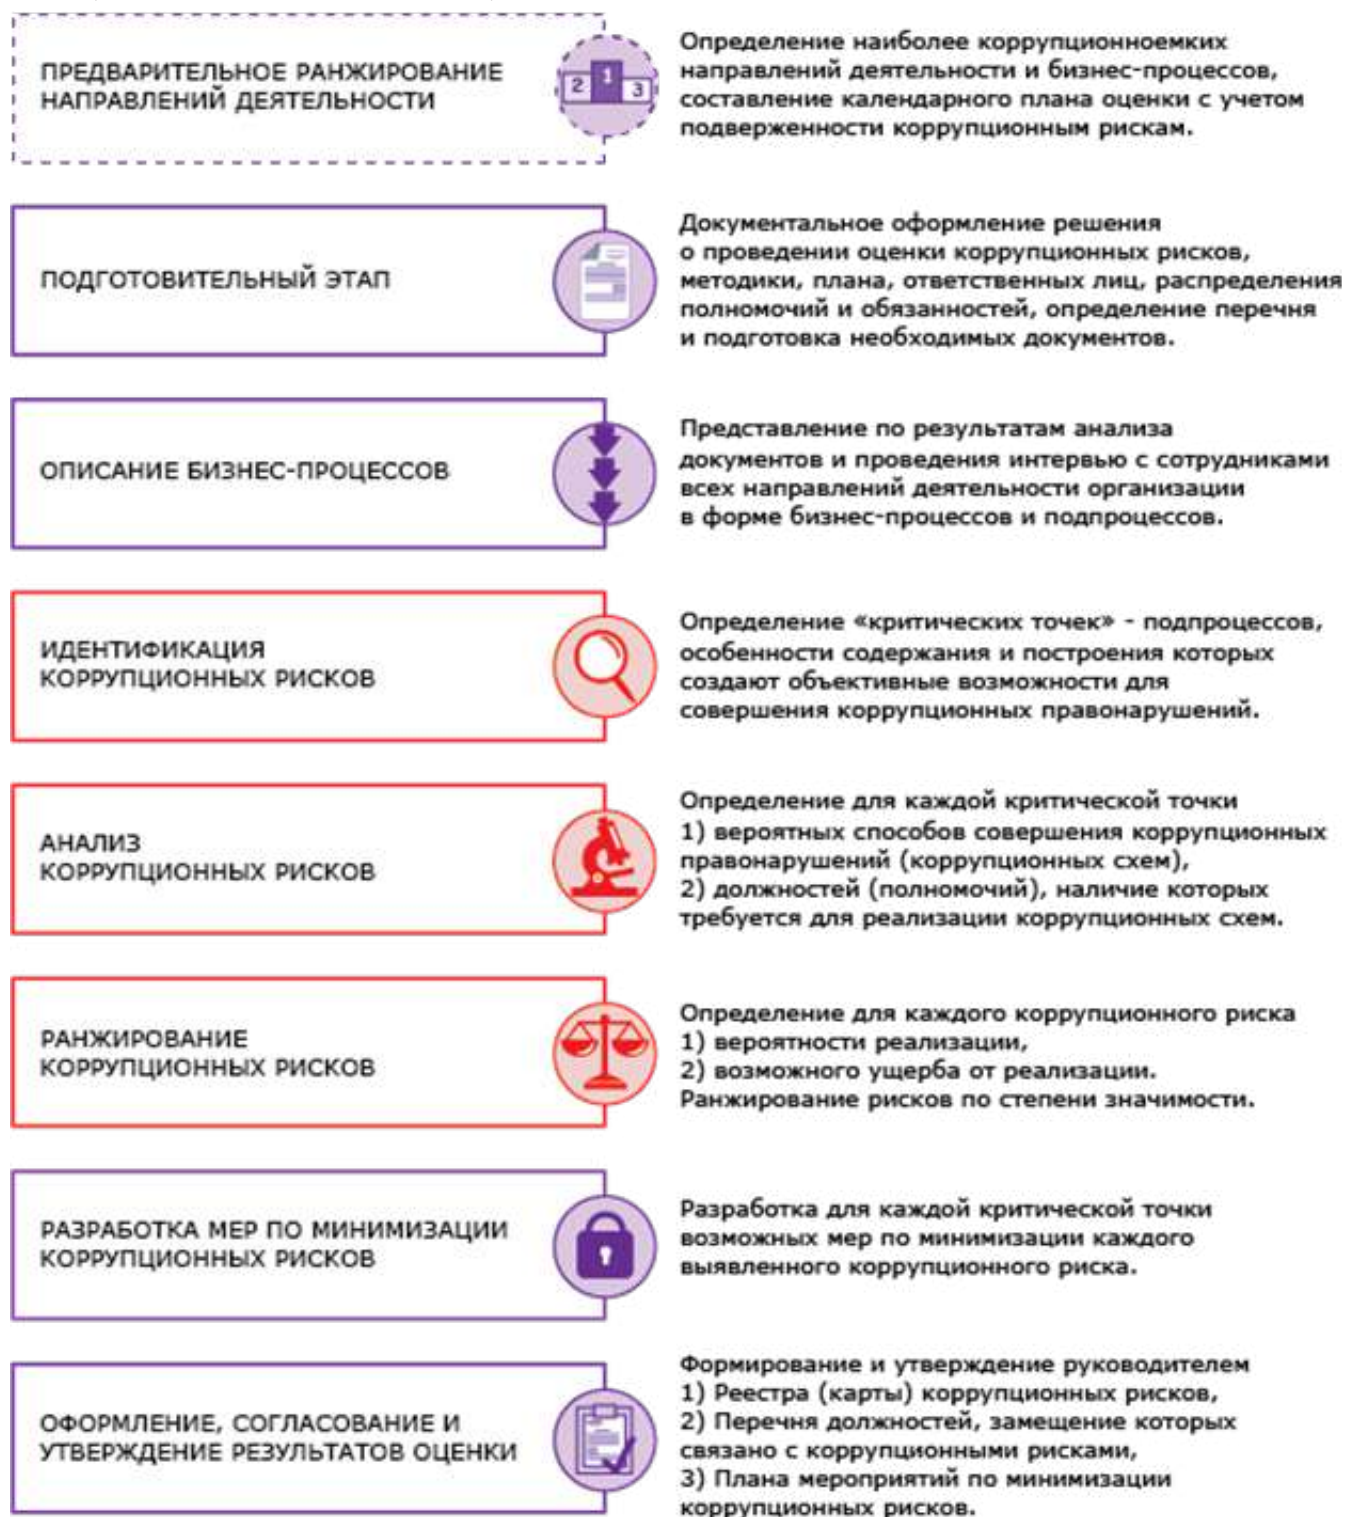 ПРЕДВАРИТЕЛЬНОЕ РАНЖИРОВАНИЕ
НАПРАВЛЕНИЙ ДЕЯТЕЛЬНОСТИ
2 1 3
Определение наиболее коррупционноемких
направлений деятельности и бизнес-процессов,
составление календарного плана оценки с учетом
подверженности коррупционным рискам.
ПОДГОТОВИТЕЛЬНЫЙ ЭТАП
Документальное оформление решения
о проведении оценки коррупционных рисков,
методики, плана, ответственных лиц, распределения
полномочий и обязанностей, определение перечня
и подготовка необходимых документов.
ОПИСАНИЕ БИЗНЕС-ПРОЦЕССОВ
Представление по результатам анализа
документов и проведения интервью с сотрудниками
всех направлений деятельности организации
в форме бизнес-процессов и подпроцессов.
ИДЕНТИФИКАЦИЯ
КОРРУПЦИОННЫХ РИСКОВ
Определение «критических точек» - подпроцессов,
особенности содержания и построения которых
создают объективные возможности для
совершения коррупционных правонарушений.
АНАЛИЗ
КОРРУПЦИОННЫХ РИСКОВ
Определение для каждой критической точки
1) вероятных способов совершения коррупционных
правонарушений (коррупционных схем),
2) должностей (полномочий), наличие которых
требуется для реализации коррупционных схем.
РАНЖИРОВАНИЕ
КОРРУПЦИОННЫХ РИСКОВ
Определение для каждого коррупционного риска
1) вероятности реализации,
2) возможного ущерба от реализации.
Ранжирование рисков по степени значимости.
РАЗРАБОТКА МЕР ПО МИНИМИЗАЦИИ
КОРРУПЦИОННЫХ РИСКОВ
Разработка для каждой критической точки
возможных мер по минимизации каждого
выявленного коррупционного риска.
ОФОРМЛЕНИЕ, СОГЛАСОВАНИЕ И
УТВЕРЖДЕНИЕ РЕЗУЛЬТАТОВ ОЦЕНКИ
Формирование и утверждение руководителем
1) Реестра (карты) коррупционных рисков,
2) Перечня должностей, замещение которых
связано с коррупционными рисками,
3) Плана мероприятий по минимизации
коррупционных рисков.